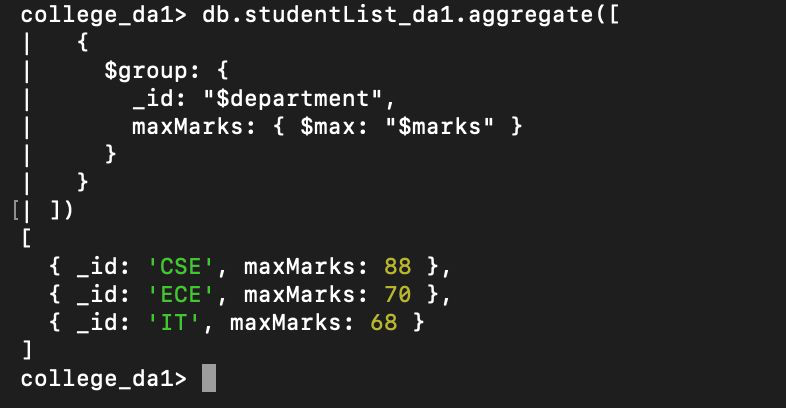 college_da1> db.studentList_da1.aggregate([
|   {
|     $group: {
|       _id: "$department",
|       maxMarks: { $max: "$marks" }
|     }
|   }
[| ])
[
  { _id: 'CSE', maxMarks: 88 },
  { _id: 'ECE', maxMarks: 70 },
  { _id: 'IT', maxMarks: 68 }
]
college_da1>